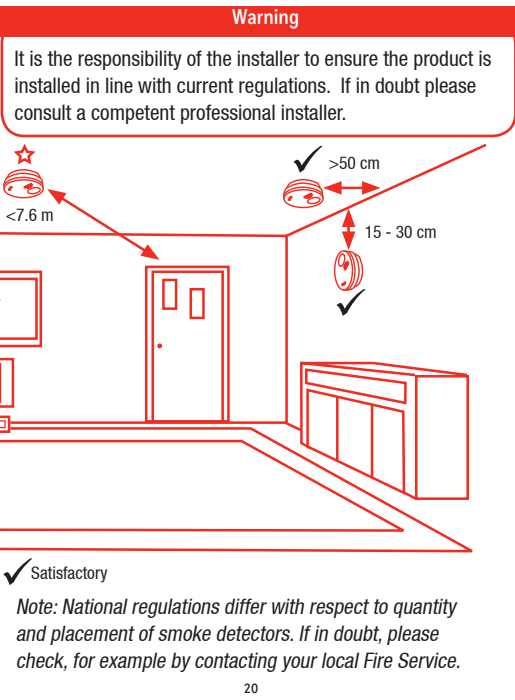 Warning
It is the responsibility of the installer to ensure the product is
installed in line with current regulations.  If in doubt please
consult a competent professional installer.
>50 cm
<7.6 m
15 - 30 cm
Satisfactory
Note: National regulations differ with respect to quantity
and placement of smoke detectors. If in doubt, please
check, for example by contacting your local Fire Service.
20